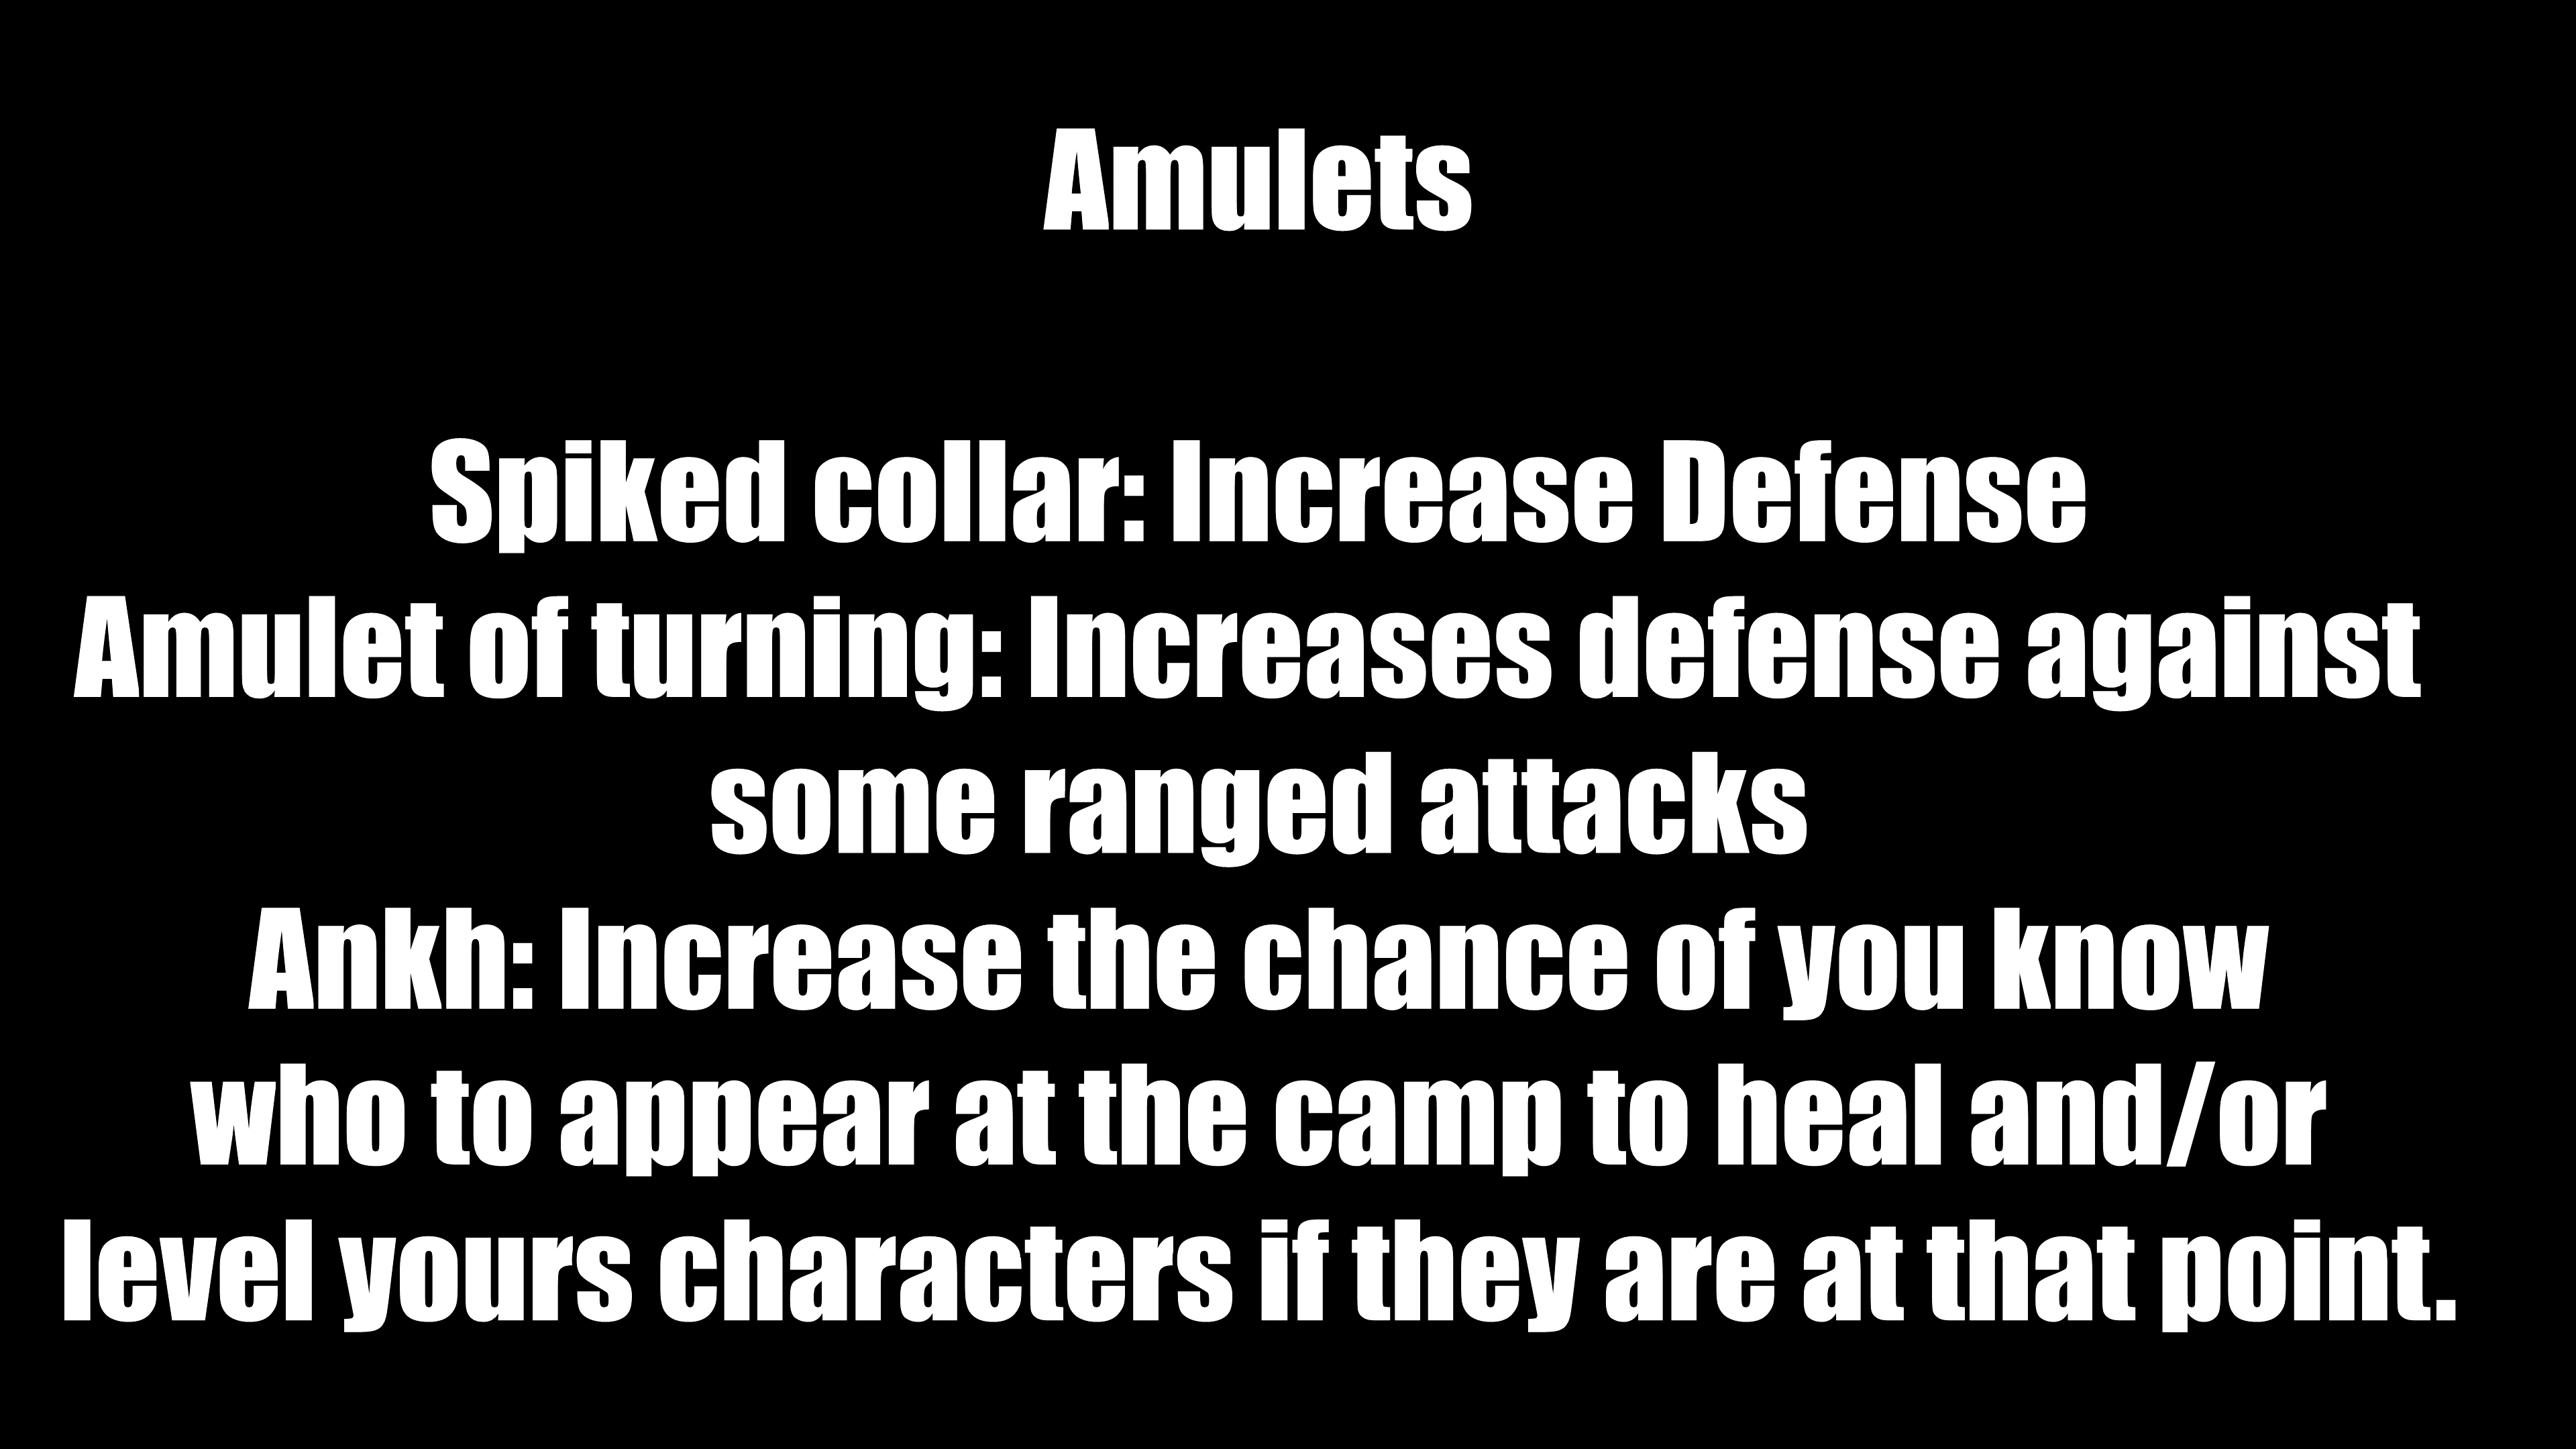 Amulets
Spiked collar: Increase Defense
Amulet of turning: Increases defense against
some ranged attacks
Ankh: Increase the chance of you know
who to appear at the camp to heal and/or
level yours characters if they are at that point.